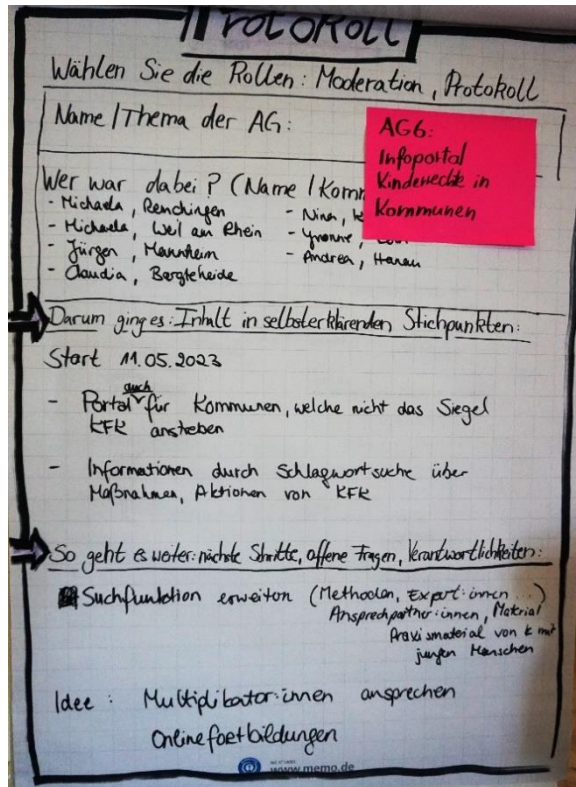 PROTOKOLL
Wählen Sie die Rollen: Moderation, Protokoll
Name / Thema der AG:
AG6:
Infoportal
Kinderrechte in
Kommunen
Wer war dabei? (Name / Komm
- Michaela, Renchingen
- Michaela, Weil am Rhein
- Jürgen, Mannheim
- Claudia, Bargteheide
- Nina,
- Yvonne,
- Andrea, Hanau
Darum ging es: Inhalt in selbsterklärenden Stichpunkten:
Start 11.05.2023
- Portal auch für Kommunen, welche nicht das Siegel
KFK anstreben
- Informationen durch Schlagwortsuche über
Maßnahmen, Aktionen von KFK
So geht es weiter: nächste Schritte, offene Fragen, Verantwortlichkeiten:
Suchfunktion erweitern (Methoden, Expert:innen ...)
Ansprechpartner:innen, Material
Praxismaterial von k mit
jungen Menschen
Idee: Multiplikator:innen ansprechen
Onlinefortbildungen
www.memo.de